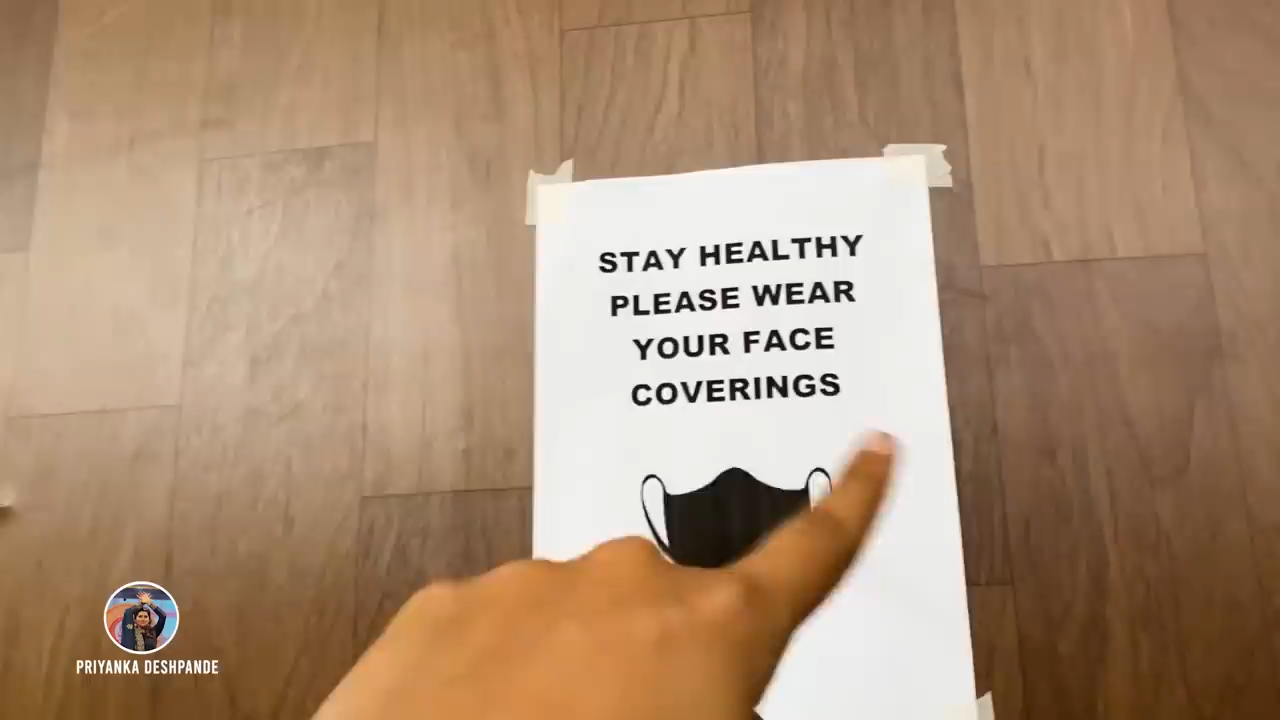 STAY HEALTHY
PLEASE WEAR
YOUR FACE
COVERINGS
PRIYANKA DESHPANDE